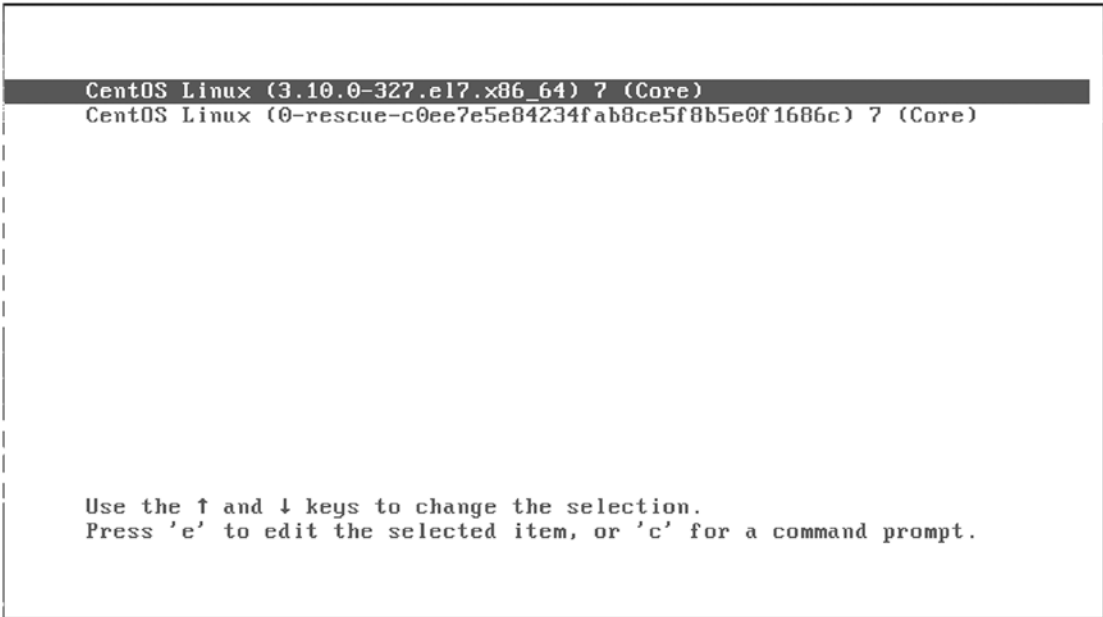 CentOS Linux (3.10.0-327.el7.x86_64) 7 (Core)
CentOS Linux (0-rescue-c0ee7e5e84234fab8ce5f8b5e0f1686c) 7 (Core)
Use the ↑ and ↓ keys to change the selection.
Press 'e' to edit the selected item, or 'c' for a command prompt.